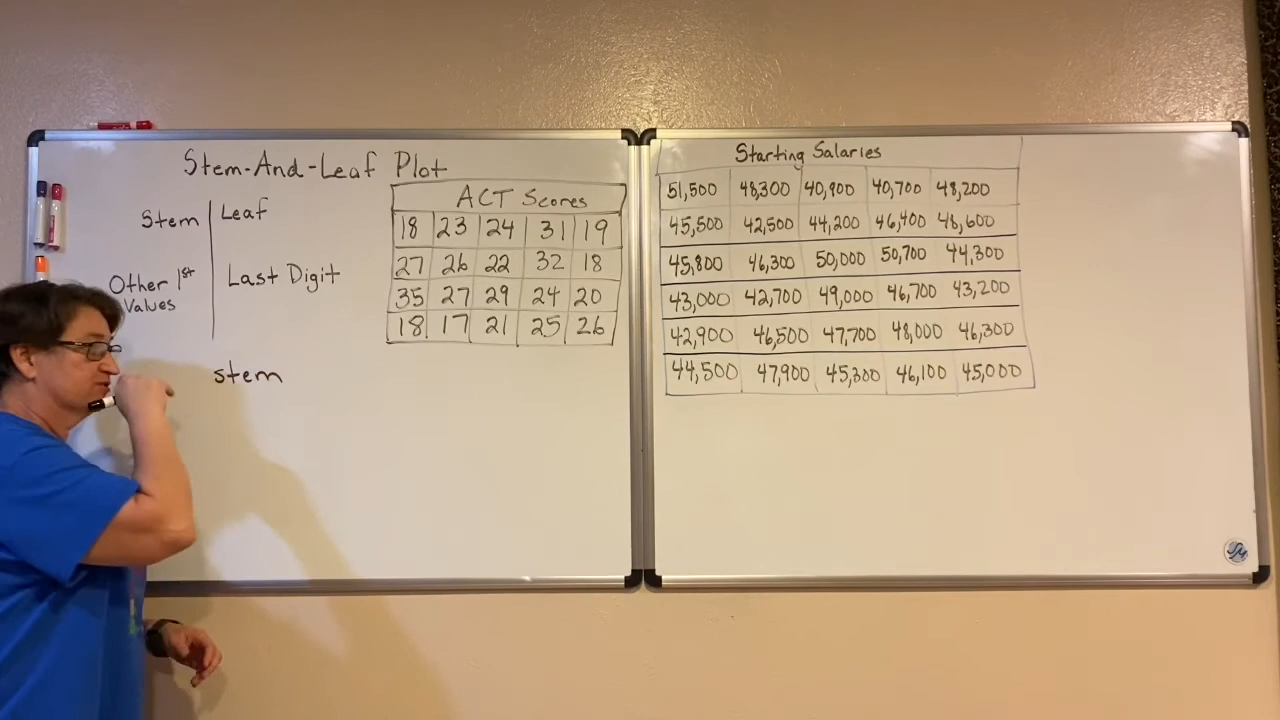 Stem-And-Leaf Plot
Stem Leaf
Other 1st Values Last Digit
stem
ACT Scores
18 23 24 31 19
27 26 22 32 18
35 27 29 24 20
18 17 21 25 26
Starting Salaries
51,500 48,300 40,900 40,700 48,200
45,500 42,500 44,200 46,400 48,600
45,800 46,300 50,000 50,700 44,300
43,000 42,700 49,000 46,700 43,200
42,900 46,500 47,700 48,000 46,300
44,500 47,900 45,300 46,100 45,000